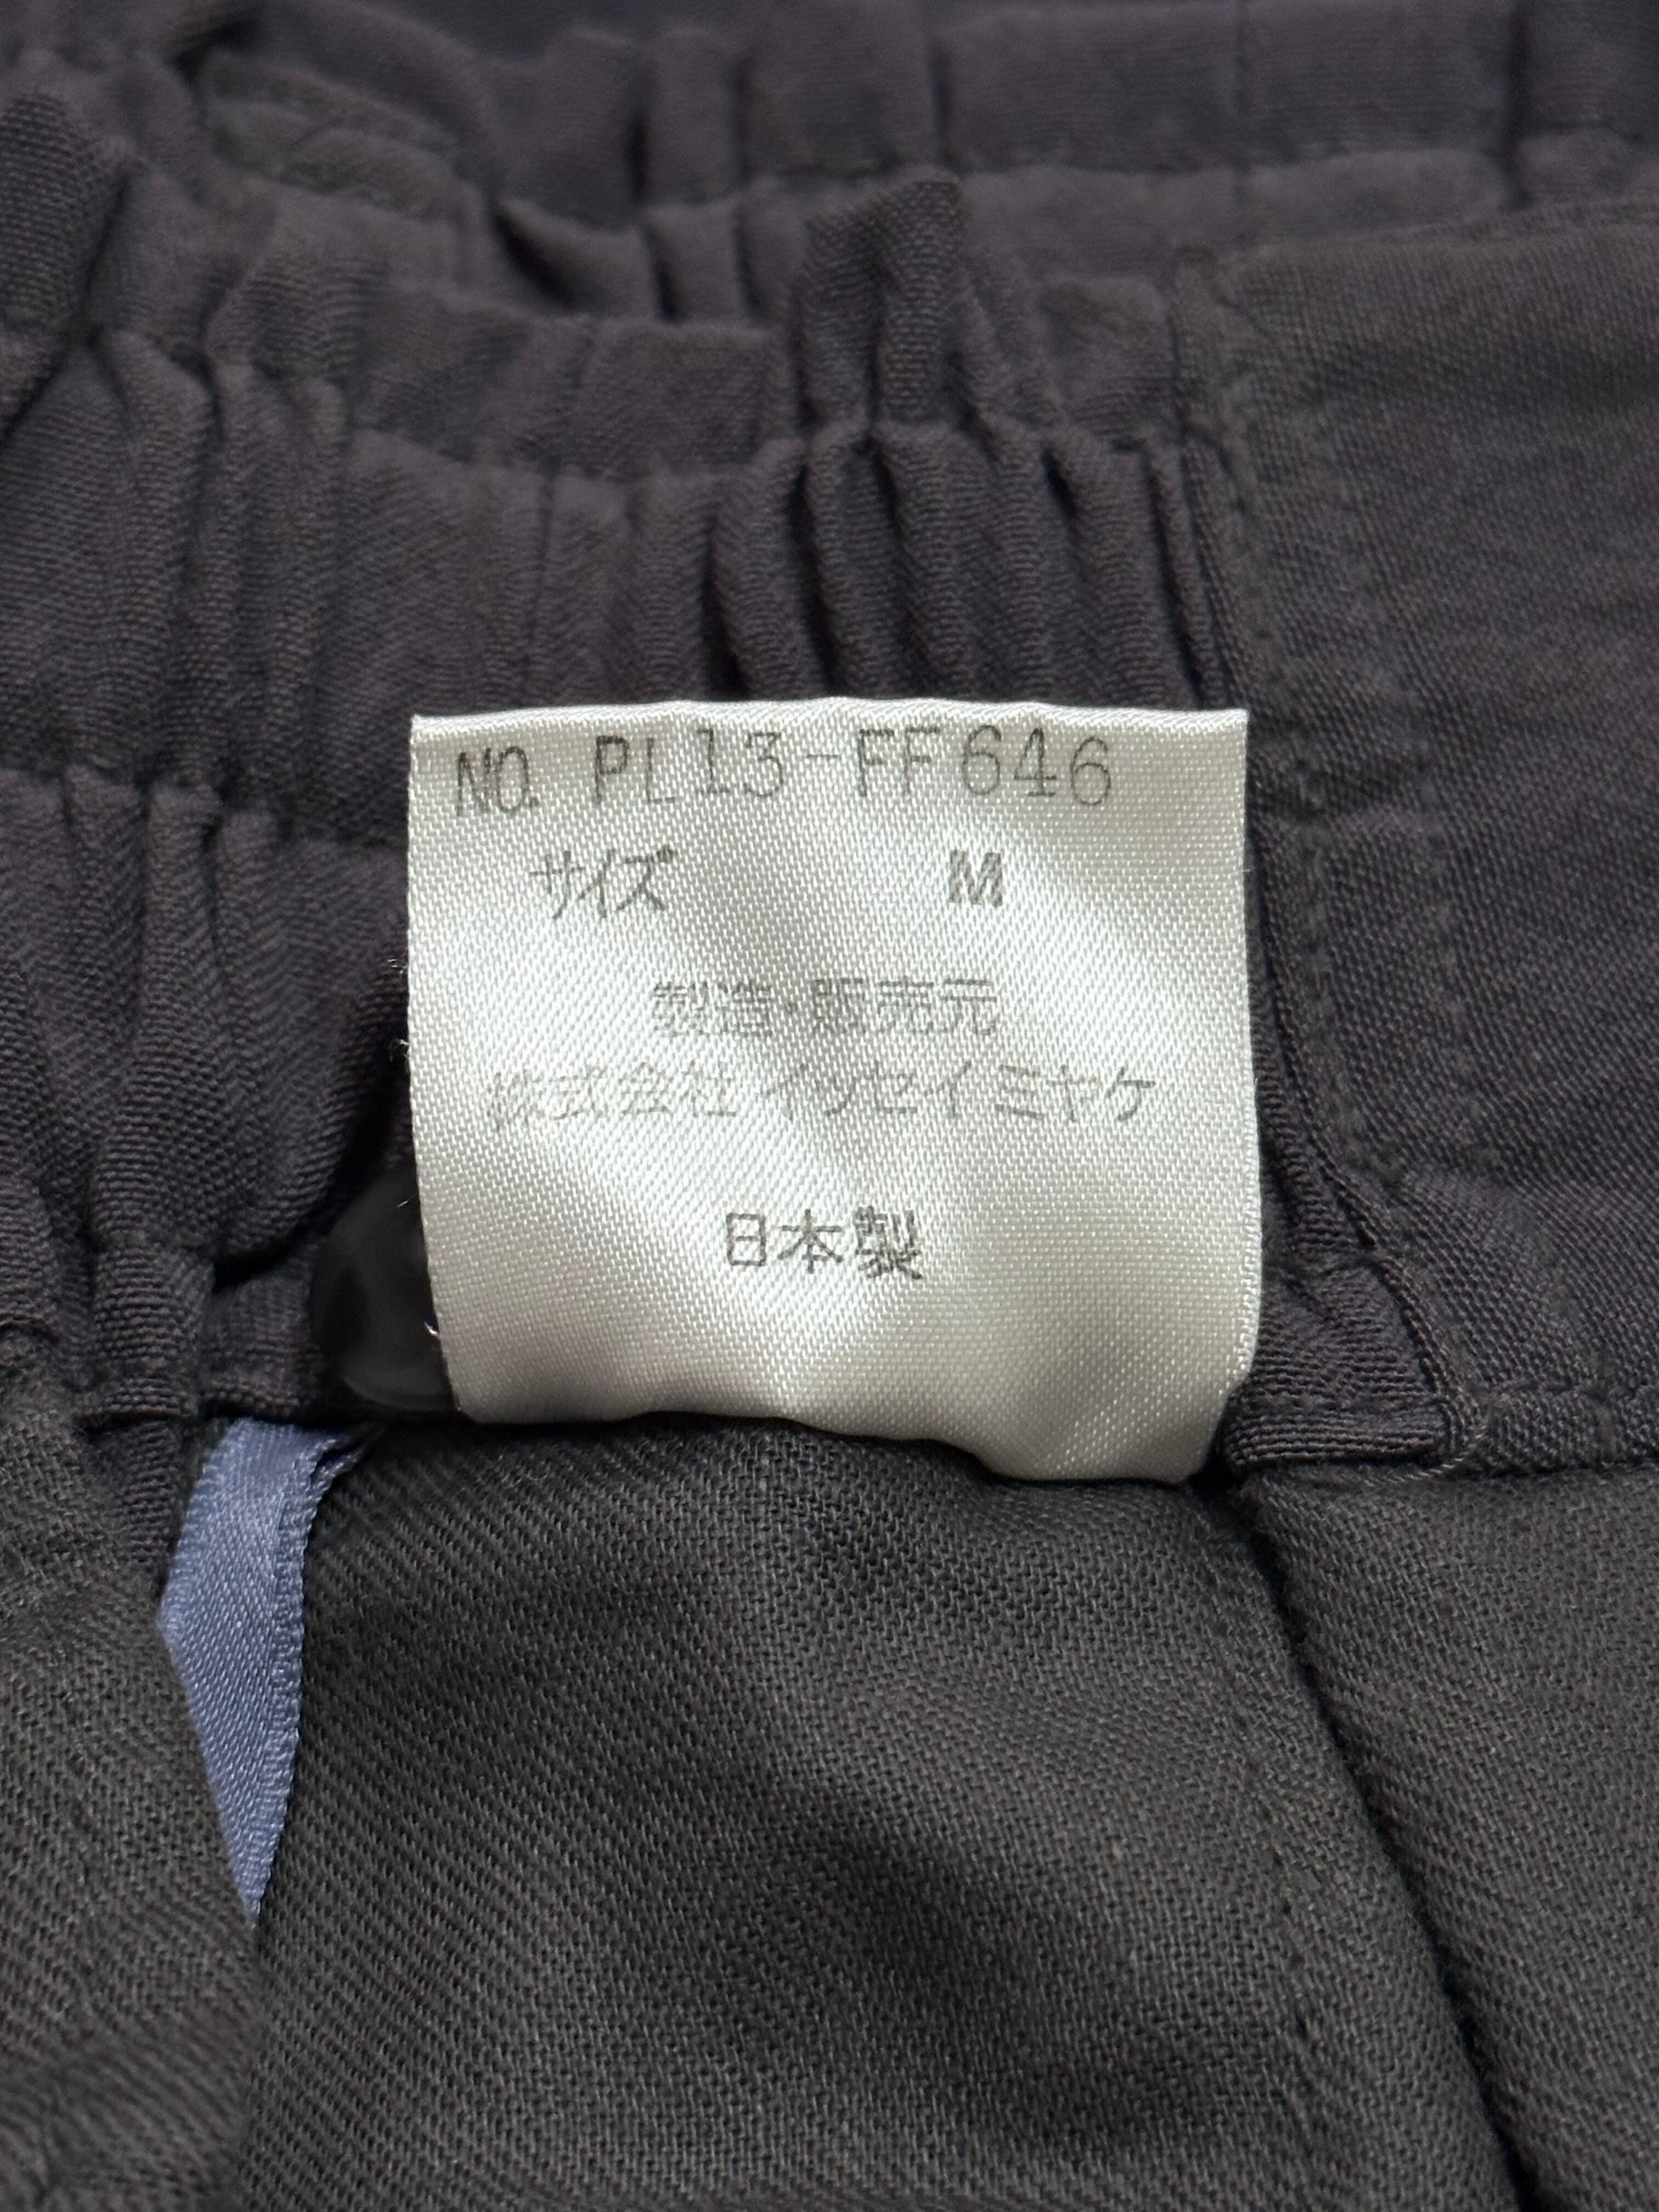 NO. PL13-FF646
サイズ M
製造・販売元
株式会社イッセイミヤケ
日本製